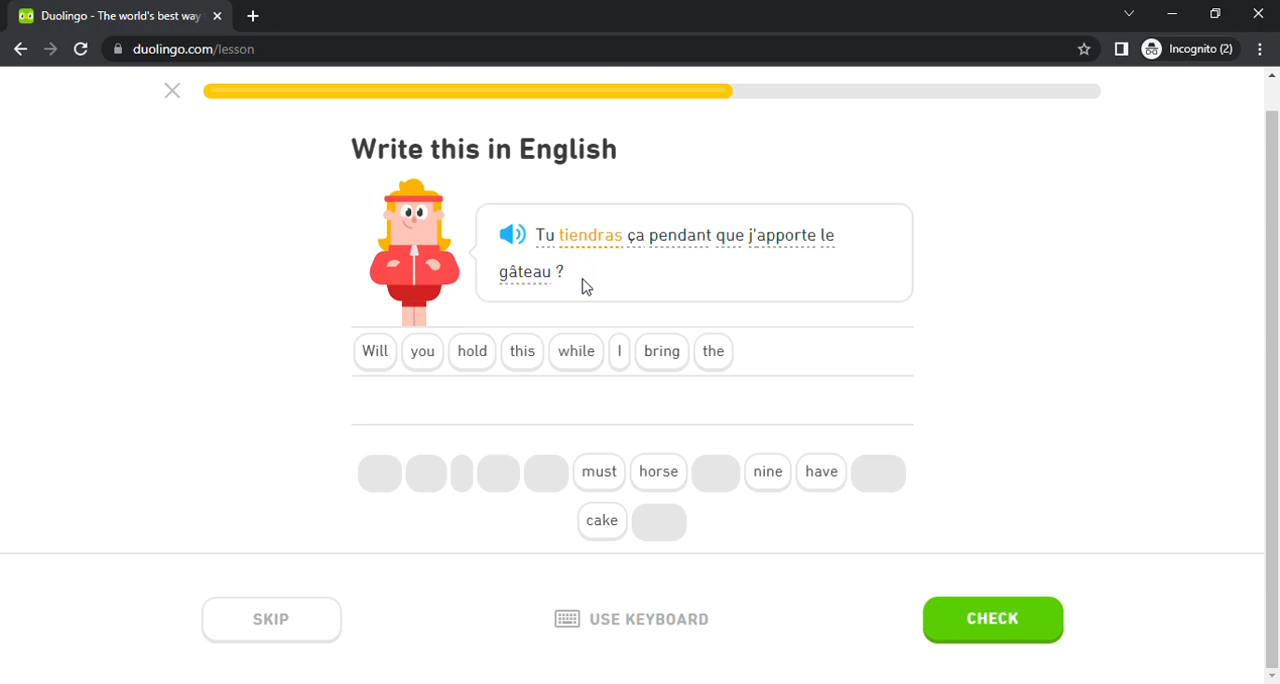 Duolingo - The world's best way
duolingo.com/lesson
Incognito (2)
Write this in English
Tu tiendras ça pendant que j'apporte le
gâteau ?
Will you hold this while I bring the
must horse nine have
cake
SKIP USE KEYBOARD CHECK